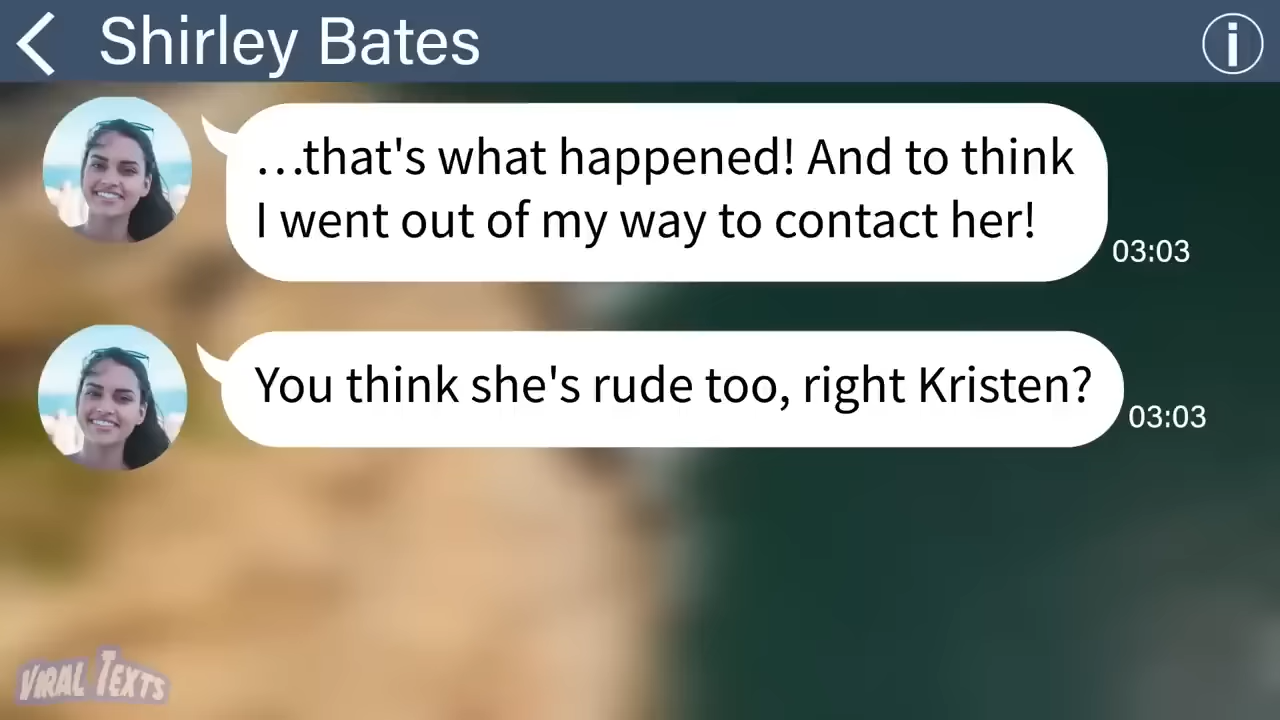 Shirley Bates
i
…that's what happened! And to think
I went out of my way to contact her!
03:03
You think she's rude too, right Kristen?
03:03
VIRAL TEXTS